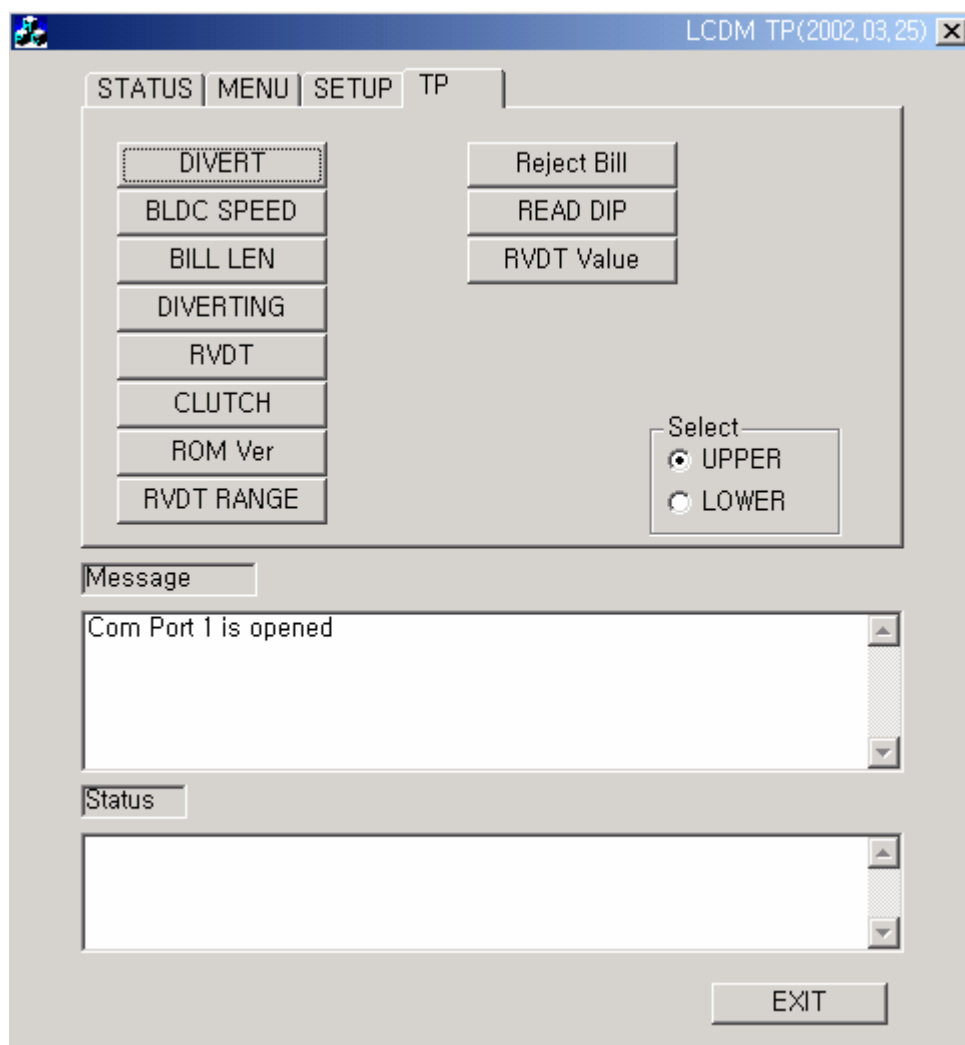 LCDM TP(2002,03,25)
STATUS MENU SETUP TP
DIVERT
BLDC SPEED
BILL LEN
DIVERTING
RVDT
CLUTCH
ROM Ver
RVDT RANGE
Reject Bill
READ DIP
RVDT Value
Select
UPPER
LOWER
Message
Com Port 1 is opened
Status
EXIT